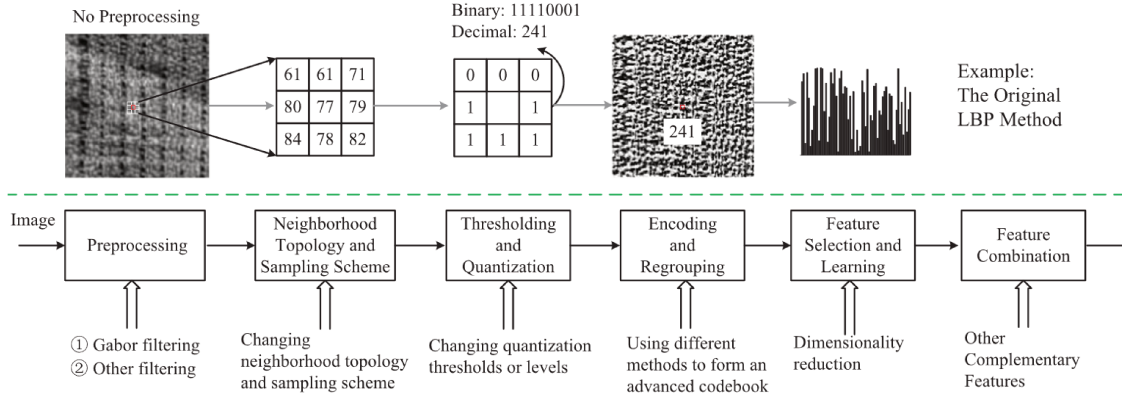 No Preprocessing
Binary: 11110001
Decimal: 241
61 61 71
80 77 79
84 78 82
0 0 0
1 1
1 1 1
241
Example:
The Original
LBP Method
Image
Preprocessing
Neighborhood
Topology and
Sampling Scheme
Thresholding
and
Quantization
Encoding
and
Regrouping
Feature
Selection and
Learning
Feature
Combination
① Gabor filtering
② Other filtering
Changing
neighborhood topology
and sampling scheme
Changing quantization
thresholds or levels
Using different
methods to form an
advanced codebook
Dimensionality
reduction
Other
Complementary
Features